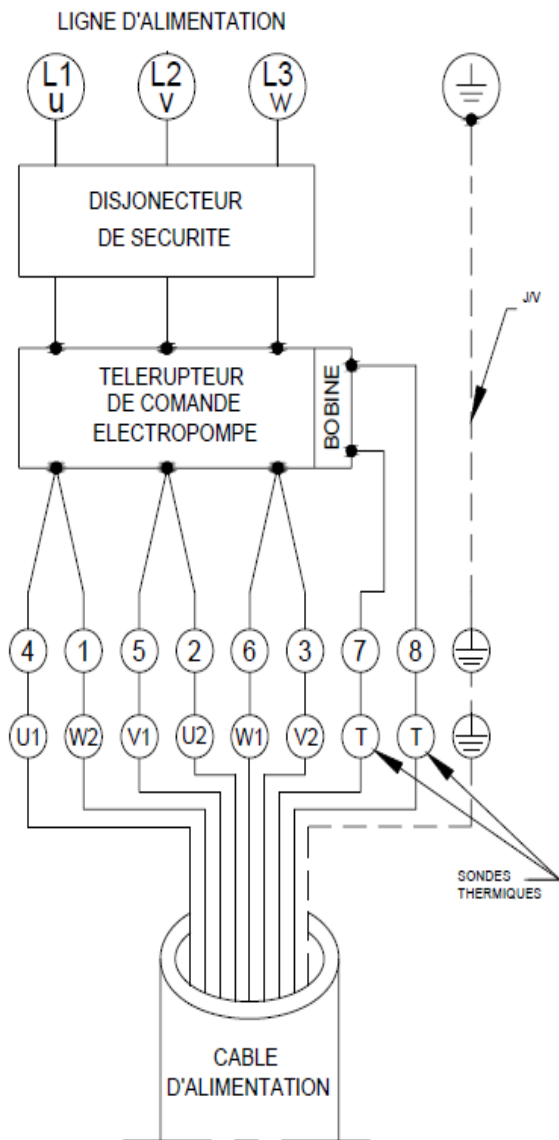 LIGNE D'ALIMENTATION
L1 L2 L3
u v w
DISJONECTEUR
DE SECURITE
J/V
TELERUPTEUR
DE COMANDE
ELECTROPOMPE
BOBINE
4 1 5 2 6 3 7 8
U1 W2 V1 U2 W1 V2 T T
SONDES
THERMIQUES
CABLE
D'ALIMENTATION